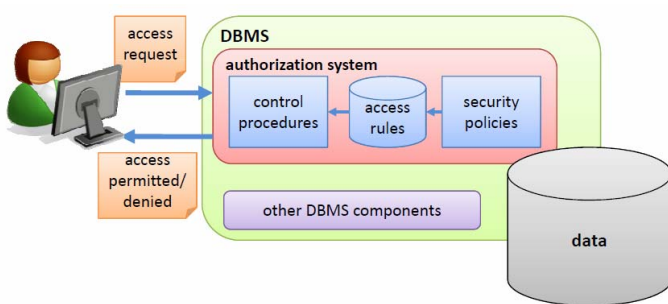 access
request
DBMS
authorization system
control
procedures
access
rules
security
policies
access
permitted/
denied
other DBMS components
data